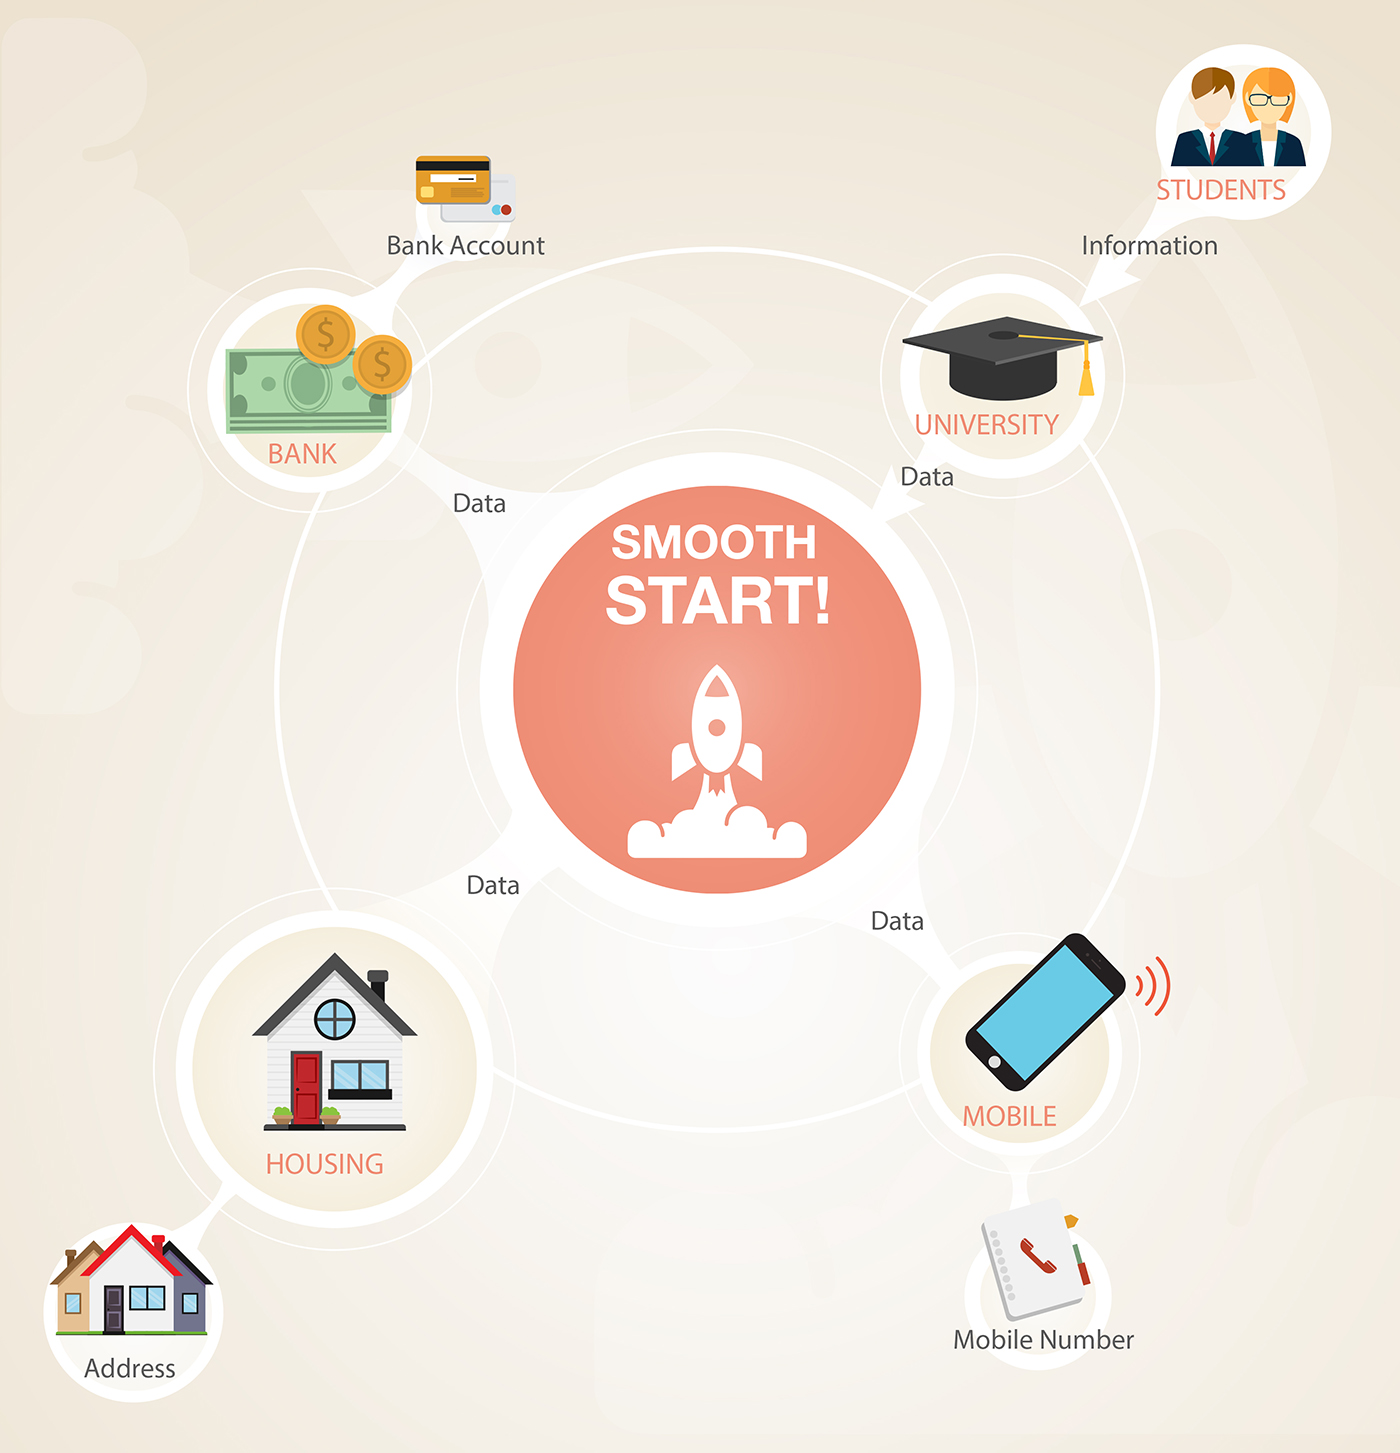 STUDENTS
Bank Account
Information
$
$
UNIVERSITY
BANK
Data
Data
SMOOTH
START!
Data
Data
MOBILE
HOUSING
Mobile Number
Address